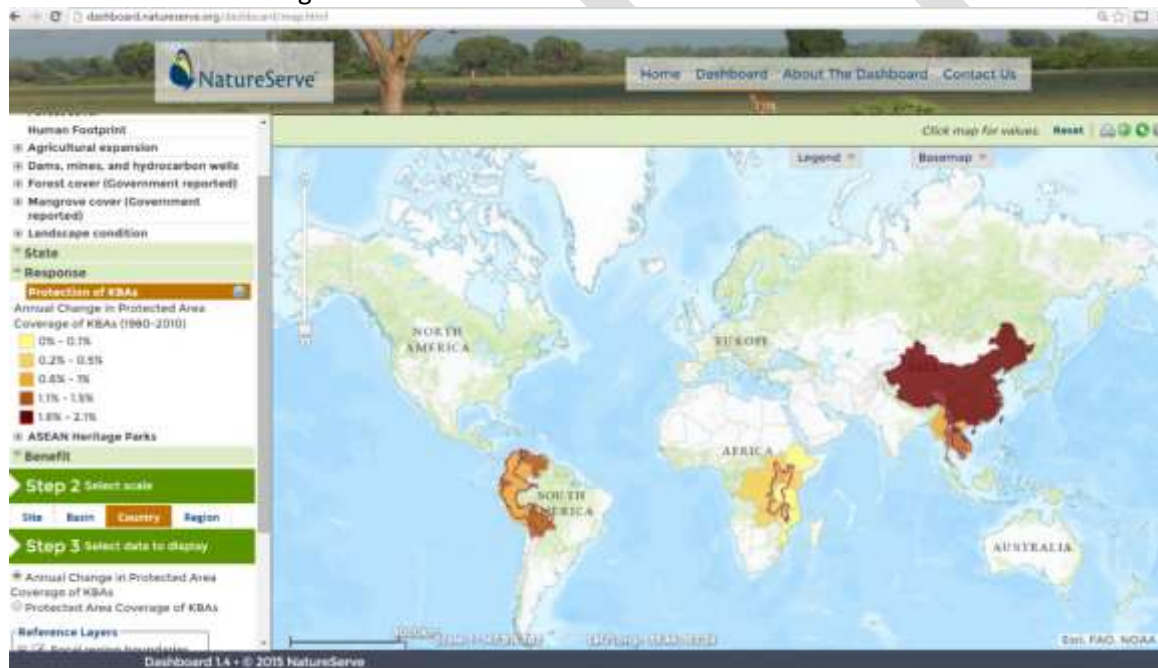 dashboard.natureserve.org/dashboard/map.html
NatureServe
Home Dashboard About The Dashboard Contact Us
Human Footprint
Agricultural expansion
Dams, mines, and hydrocarbon wells
Forest cover (Government reported)
Mangrove cover (Government
reported)
Landscape condition
State
Response
Protection of KBAs
Annual Change in Protected Area
Coverage of KBAs (1980-2010)
0% - 0.1%
0.2% - 0.5%
0.6% - 1%
1.1% - 1.5%
1.6% - 2.1%
ASEAN Heritage Parks
Benefit
Step 2 Select scale
Site Basin Country Region
Step 3 Select data to display
Annual Change in Protected Area
Coverage of KBAs
Protected Area Coverage of KBAs
Reference Layers
Focal region boundaries
Click map for values Reset
Legend
Basemap
NORTH
AMERICA
EUROPE
AFRICA
SOUTH
AMERICA
AUSTRALIA
Esri, FAO, NOAA
Dashboard 1.4 • © 2015 NatureServe